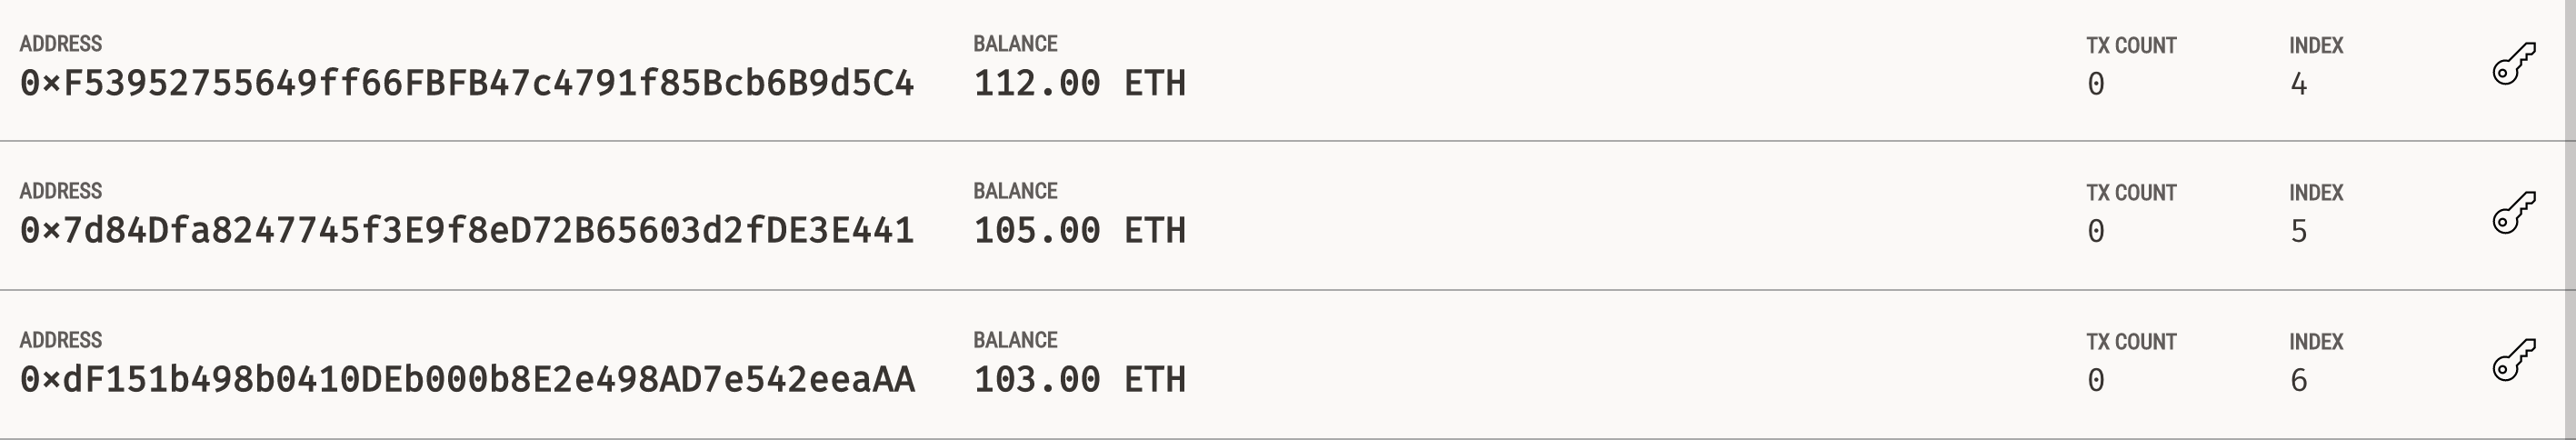 ADDRESS BALANCE TX COUNT INDEX
0×F53952755649ff66FBFB47c4791f85Bcb6B9d5C4 112.00 ETH 0 4
ADDRESS BALANCE TX COUNT INDEX
0×7d84Dfa8247745f3E9f8eD72B65603d2fDE3E441 105.00 ETH 0 5
ADDRESS BALANCE TX COUNT INDEX
0×dF151b498b0410DEb000b8E2e498AD7e542eeaAA 103.00 ETH 0 6